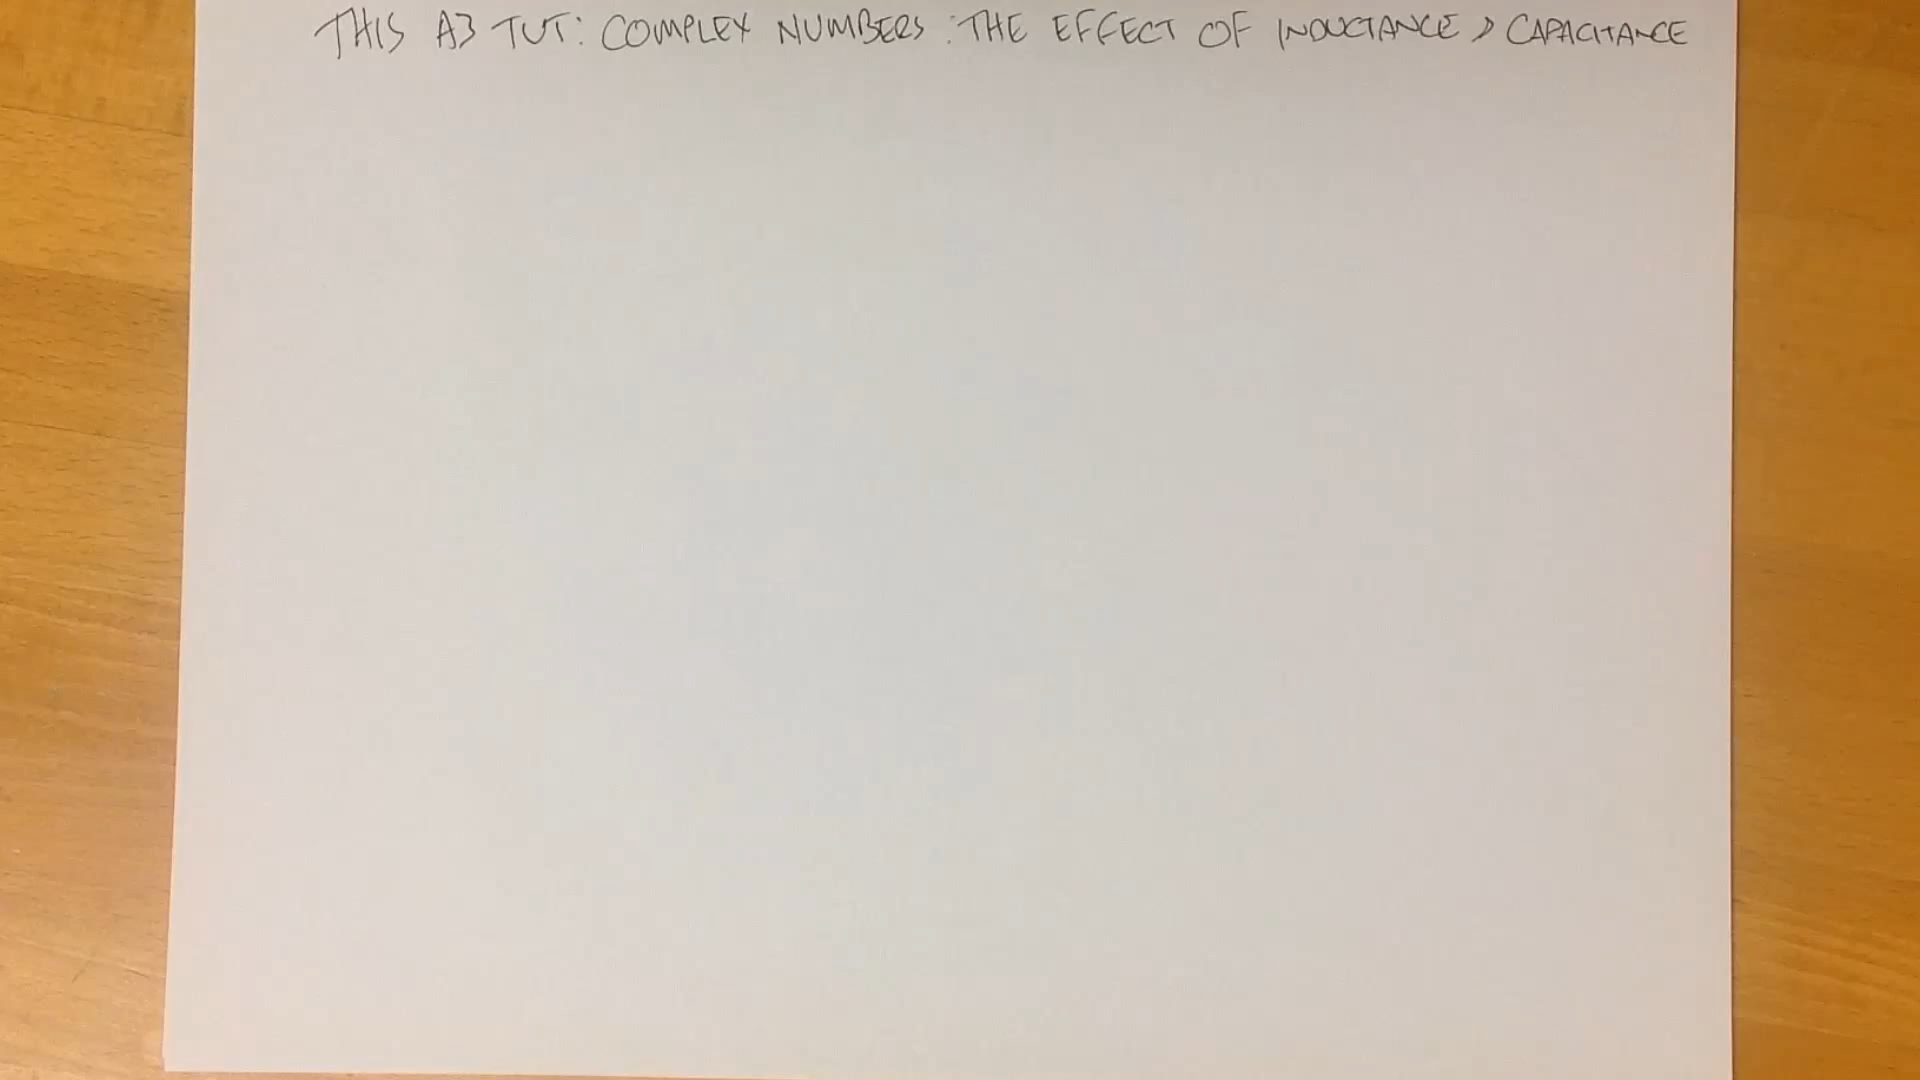 THIS A3 TUT: COMPLEX NUMBERS : THE EFFECT OF INDUCTANCE > CAPACITANCE